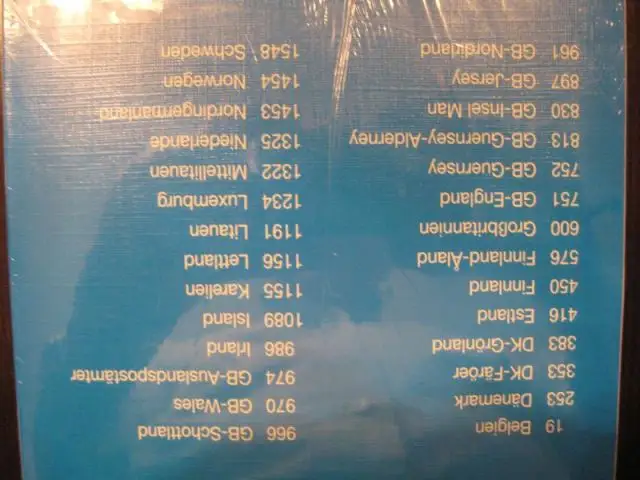 19 Belgien
253 Dänemark
353 DK-Färöer
383 DK-Grönland
416 Estland
450 Finnland
576 Finnland-Åland
600 Großbritannien
751 GB-England
752 GB-Guernsey
813 GB-Guernsey-Alderney
830 GB-Insel Man
897 GB-Jersey
961 GB-Nordirland
966 GB-Schottland
970 GB-Wales
974 GB-Auslandspostämter
986 Irland
1089 Island
1155 Karelien
1156 Lettland
1191 Litauen
1234 Luxemburg
1322 Mittellitauen
1325 Niederlande
1453 Nordingermanland
1454 Norwegen
1548 Schweden